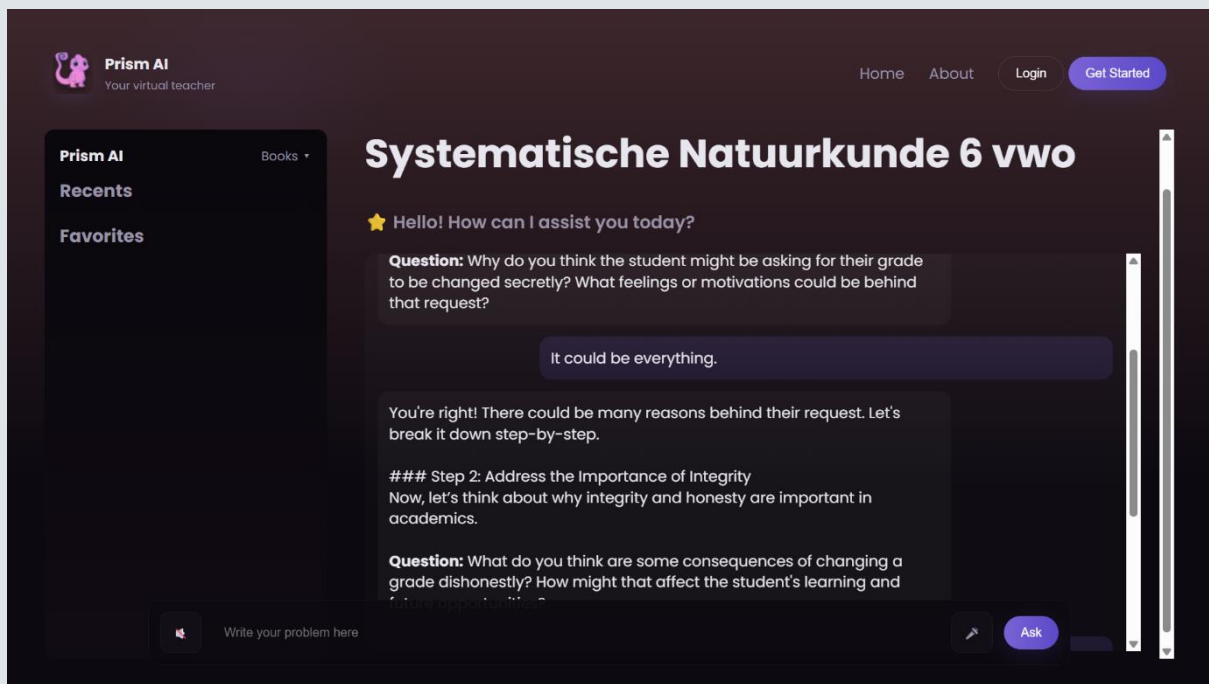 Prism AI
Your virtual teacher
Home
About
Login
Get Started
Prism AI
Books
Recents
Favorites
Systematische Natuurkunde 6 vwo
Hello! How can I assist you today?
Question: Why do you think the student might be asking for their grade
to be changed secretly? What feelings or motivations could be behind
that request?
It could be everything.
You're right! There could be many reasons behind their request. Let's
break it down step-by-step.
### Step 2: Address the Importance of Integrity
Now, let's think about why integrity and honesty are important in
academics.
Question: What do you think are some consequences of changing a
grade dishonestly? How might that affect the student's learning and
future opportunities?
Write your problem here
Ask